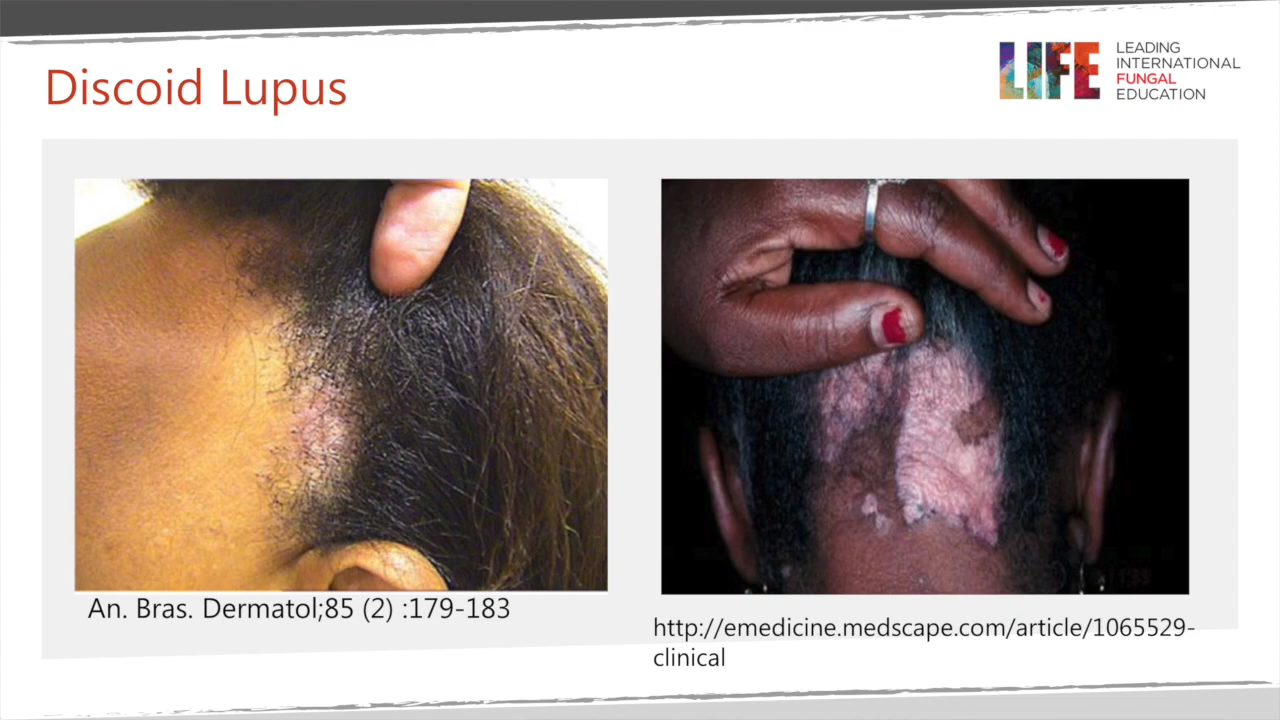 Discoid Lupus
LIFE
LEADING
INTERNATIONAL
FUNGAL
EDUCATION
An. Bras. Dermatol;85 (2) :179-183
http://emedicine.medscape.com/article/1065529-
clinical